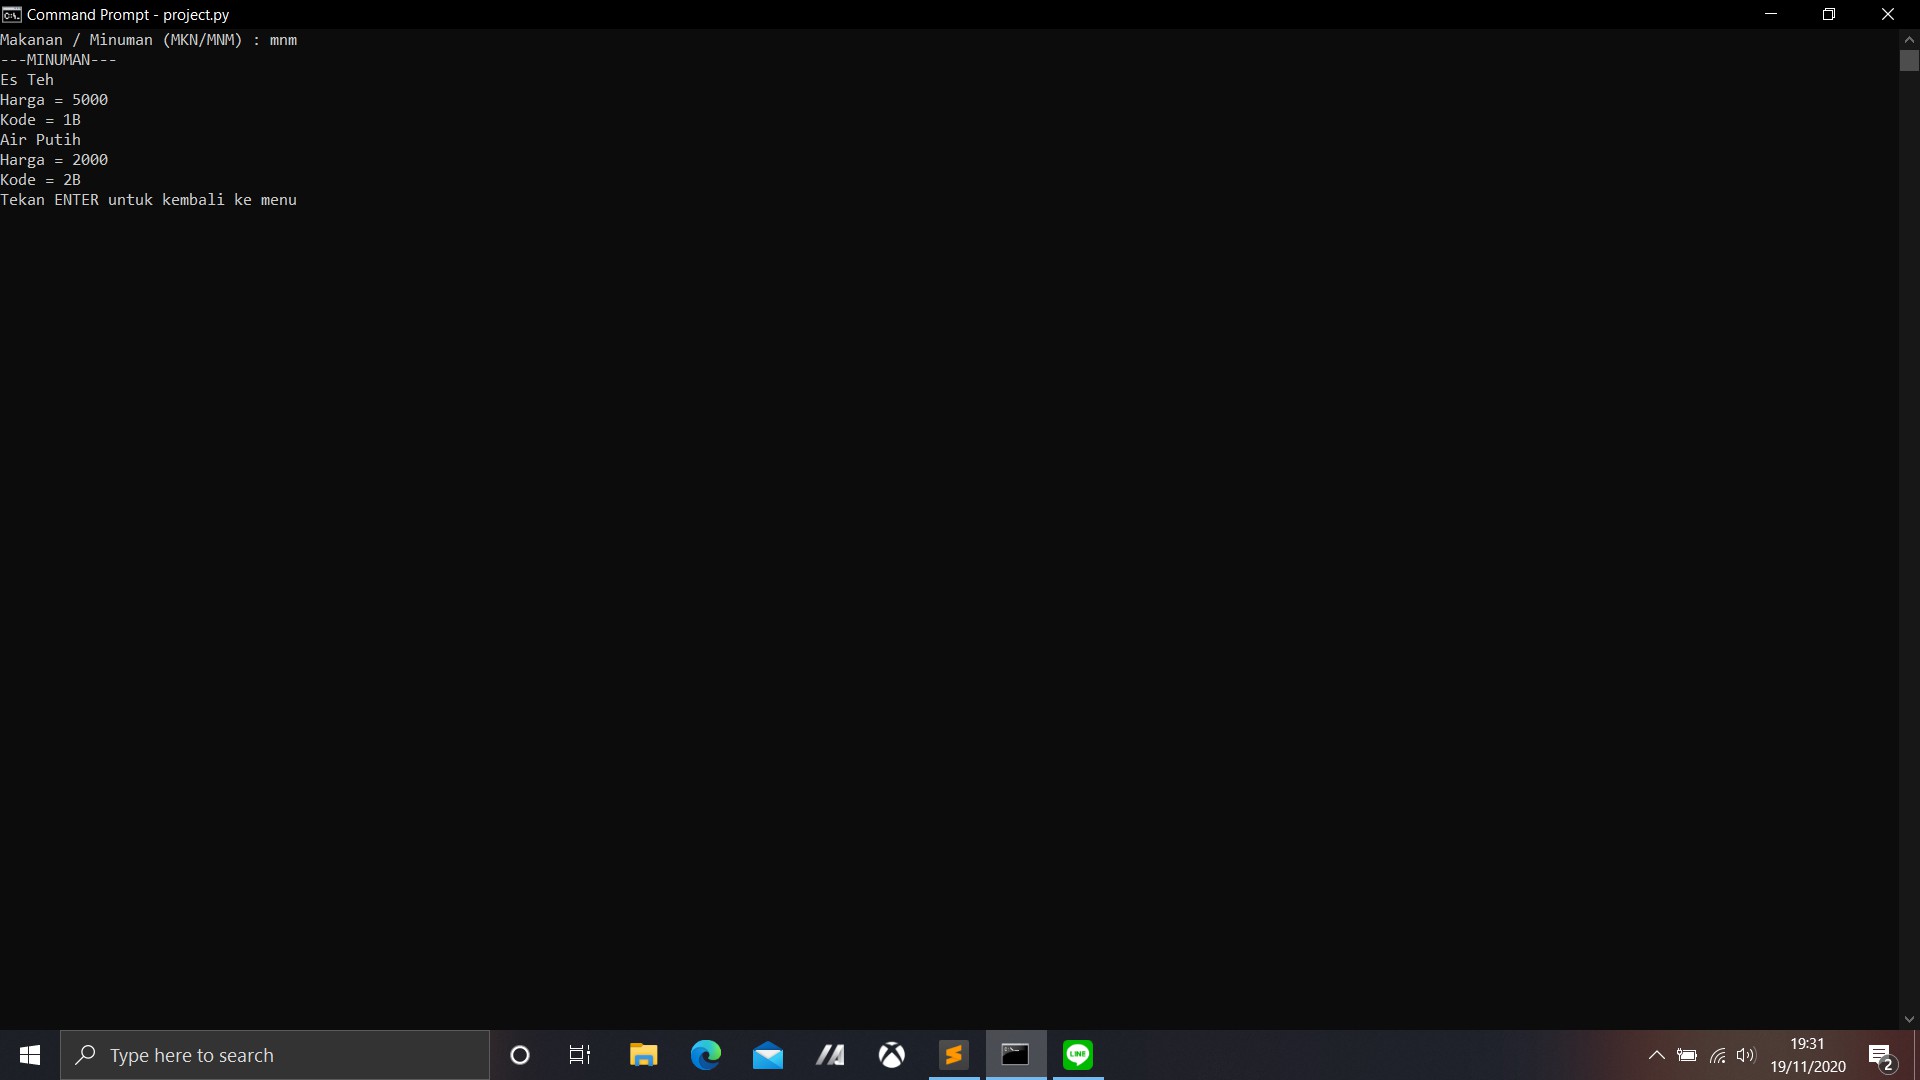 Command Prompt - project.py
Makanan / Minuman (MKN/MNM) : mnm
---MINUMAN---
Es Teh
Harga = 5000
Kode = 1B
Air Putih
Harga = 2000
Kode = 2B
Tekan ENTER untuk kembali ke menu
Type here to search
LINE
19:31
19/11/2020
2